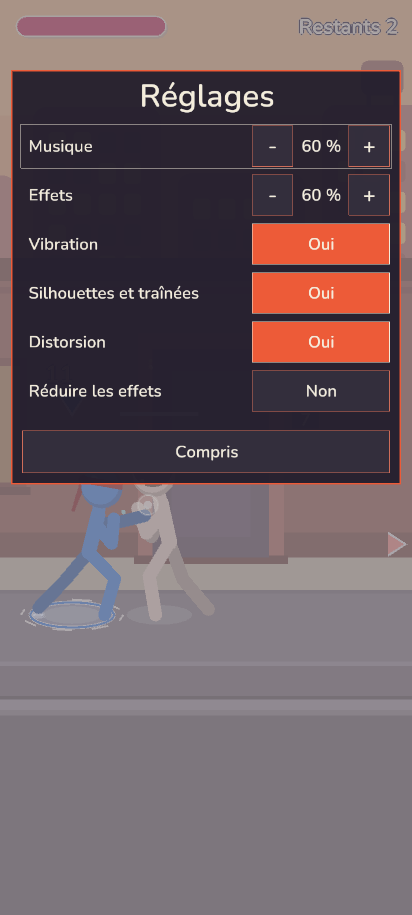 Restants 2
Réglages
Musique - 60 % +
Effets - 60 % +
Vibration Oui
Silhouettes et traînées Oui
Distorsion Oui
Réduire les effets Non
Compris